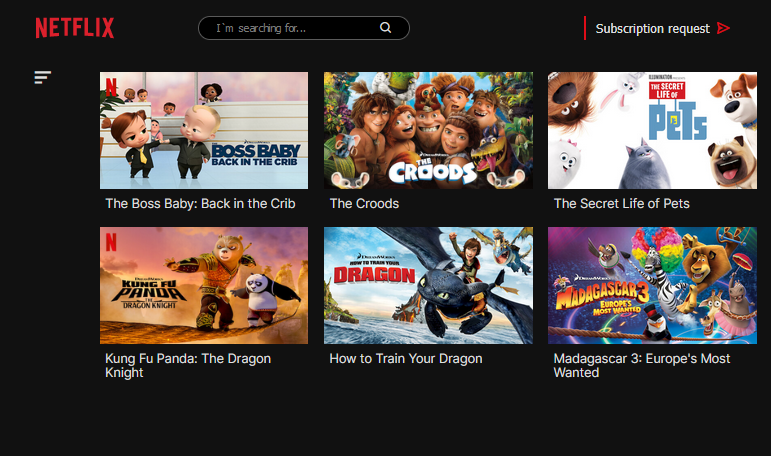 NETFLIX
I`m searching for...
Subscription request
N
DREAMWORKS
BOSS BABY
BACK IN THE CRIB
DREAMWORKS
THE
CROODS
ILLUMINATION
THE SECRET
LIFE OF
PETS
The Boss Baby: Back in the Crib
The Croods
The Secret Life of Pets
N
DREAMWORKS
KUNG FU
PANDA
THE
DRAGON KNIGHT
DREAMWORKS
HOW TO TRAIN YOUR
DRAGON
DREAMWORKS
MADAGASCAR 3
EUROPE'S
MOST WANTED
Kung Fu Panda: The Dragon
Knight
How to Train Your Dragon
Madagascar 3: Europe's Most
Wanted